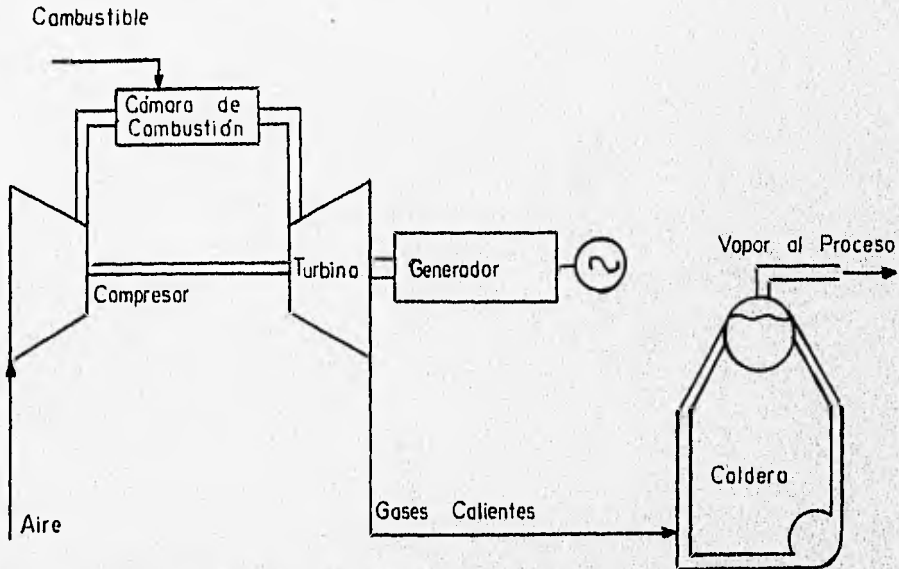 Combustible
Cámara de
Combustión
Turbina
Generador
Vapor al Proceso
Compresor
Caldera
Gases Calientes
Aire